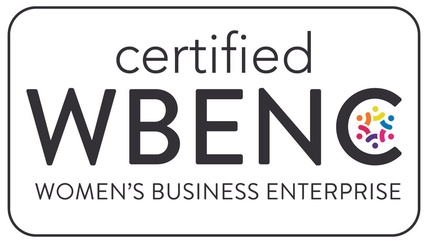 certified
WBENC
WOMEN'S BUSINESS ENTERPRISE